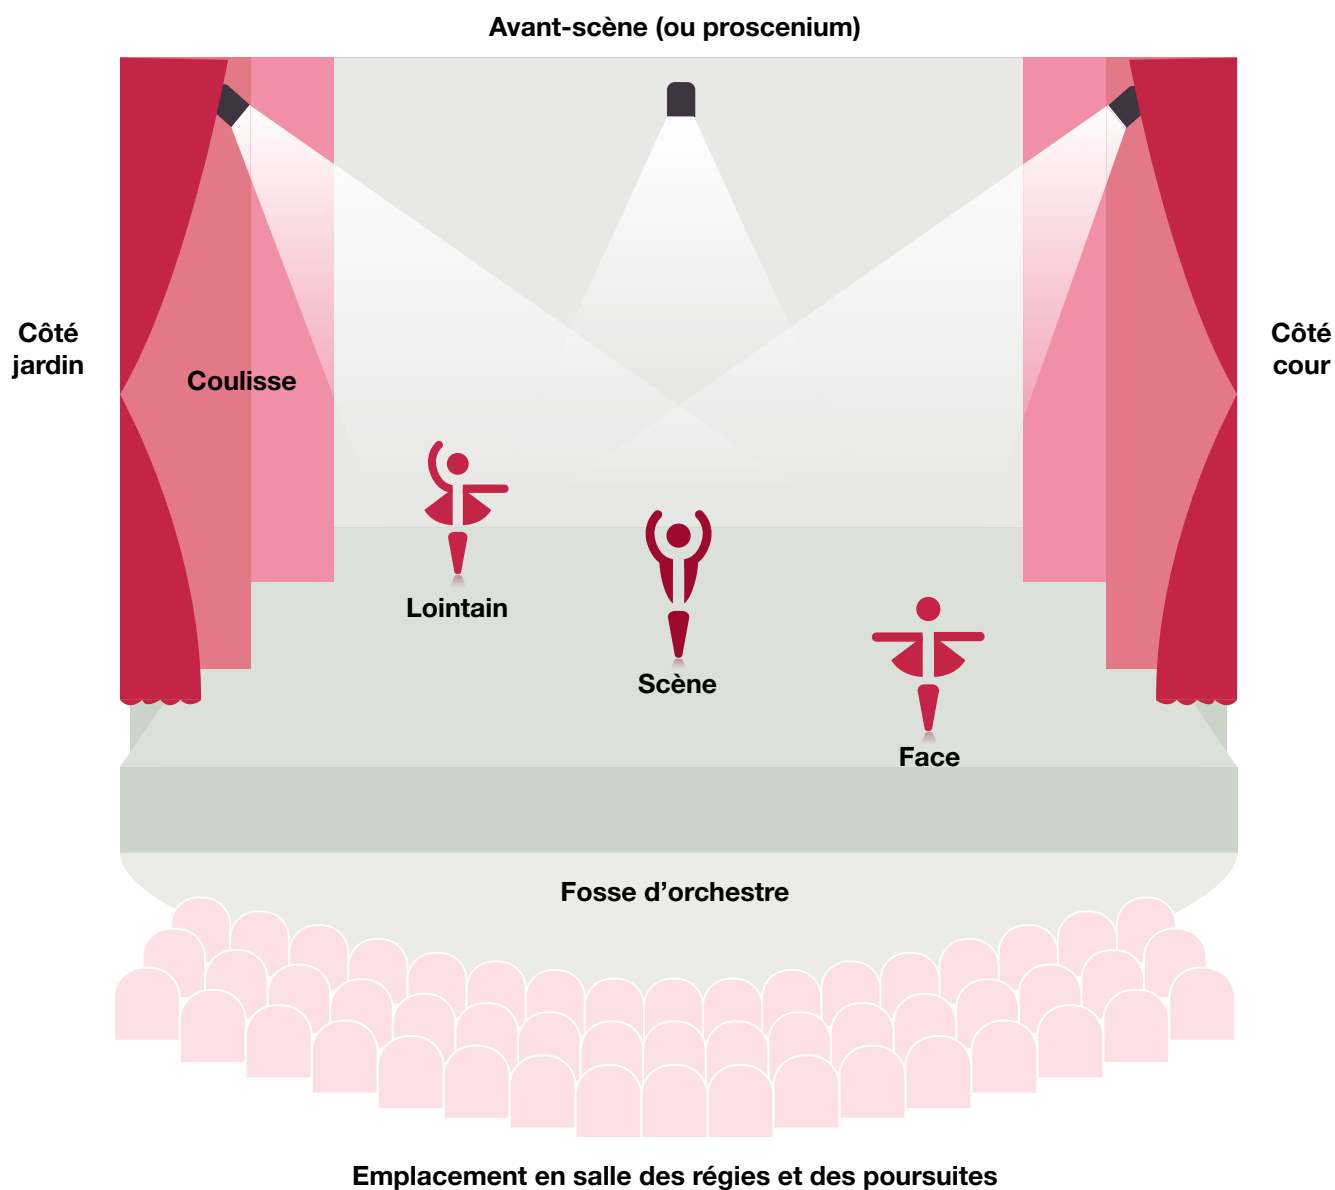 Avant-scène (ou proscenium)
Côté
jardin
Côté
cour
Coulisse
Lointain
Scène
Face
Fosse d’orchestre
Emplacement en salle des régies et des poursuites